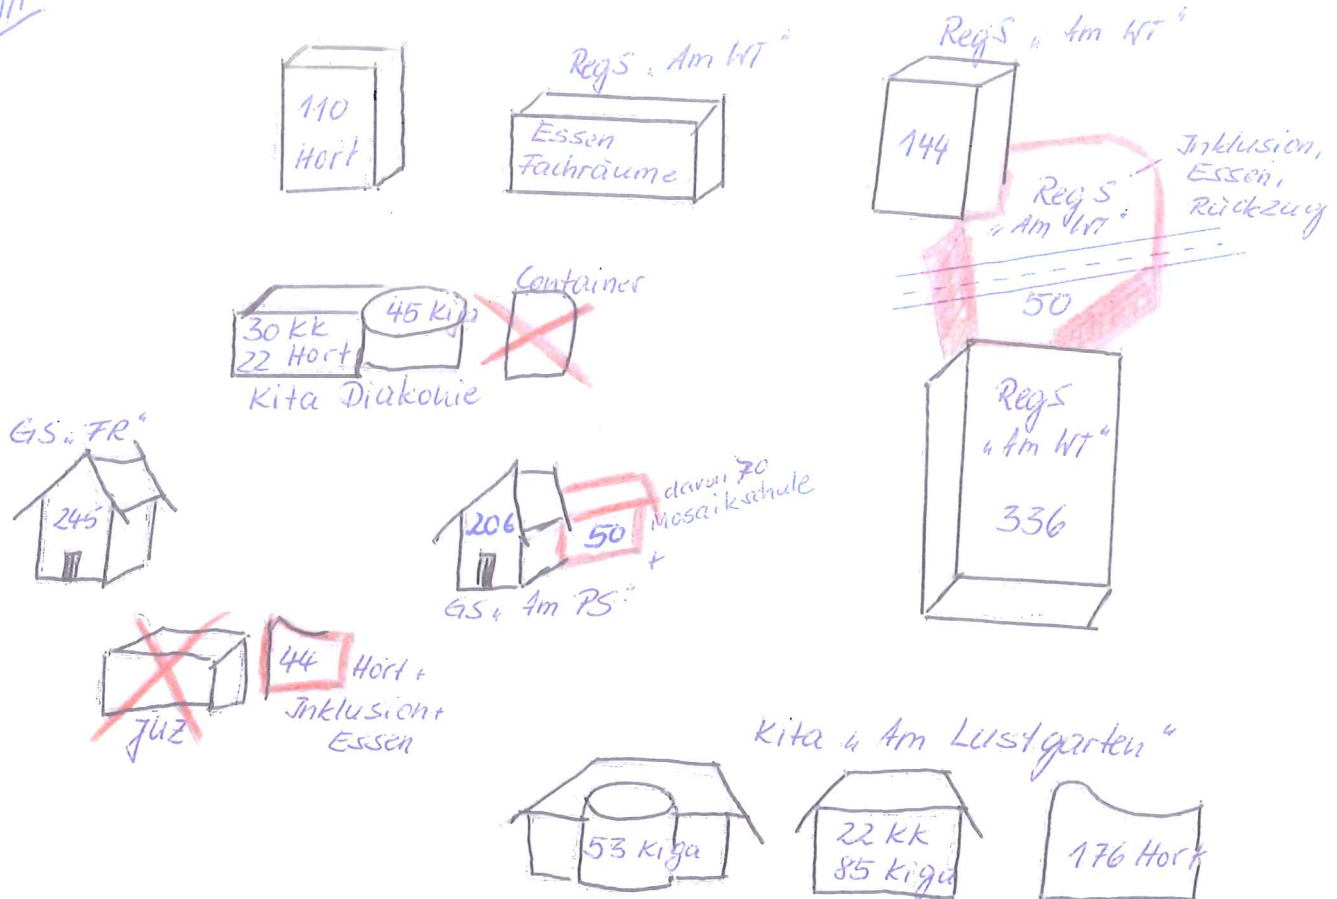 110
Hort
RegS „Am WT"
Essen
Fachräume
RegS „Am WT"
144
Inklusion,
Essen,
Rückzug
RegS
„Am WT"
50
30 KK
22 Hort
45 Kiga
Container
Kita Diakonie
RegS
„Am WT"
336
GS „FR"
245
206
50
davon 70
Mosaikschule
+
GS „Am PS"
JUZ
44
Hort +
Inklusion+
Essen
Kita „Am Lustgarten"
53 Kiga
22 KK
85 Kiga
176 Hort